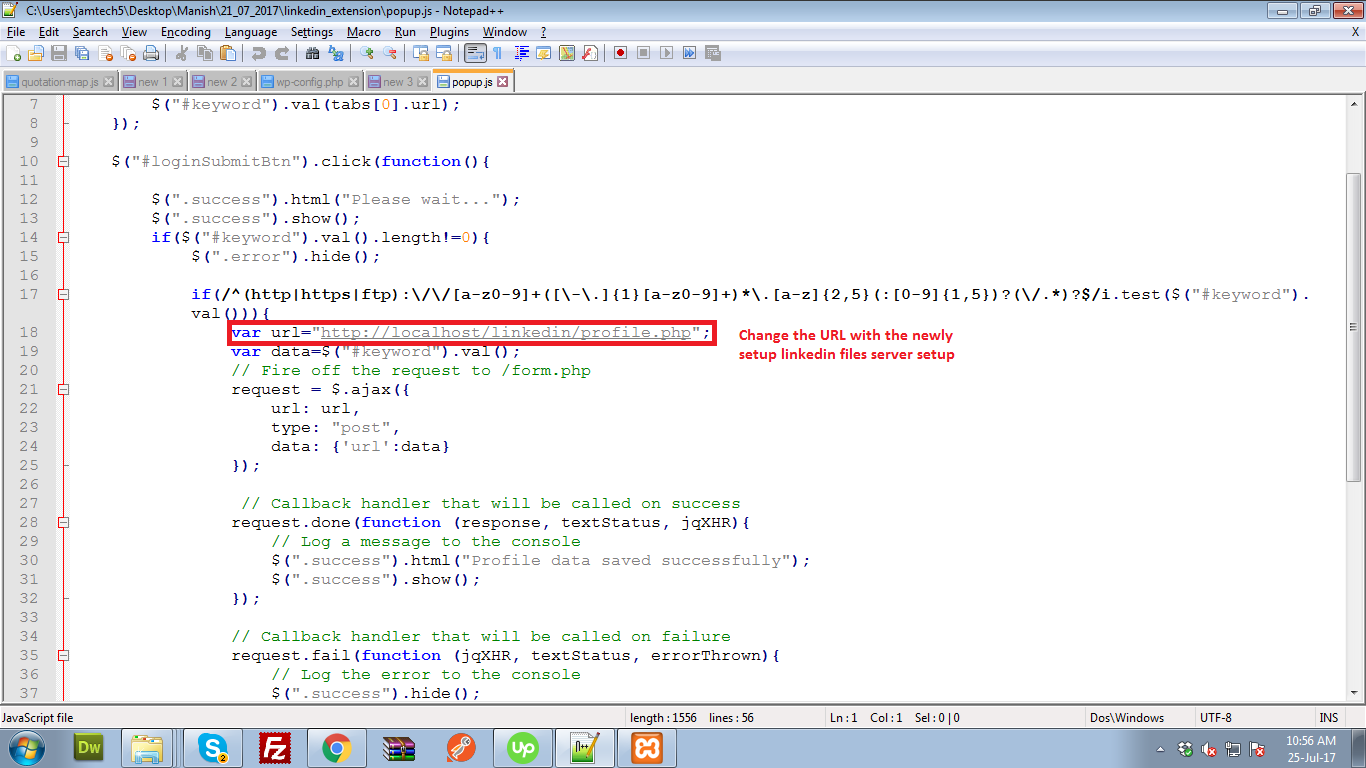 C:\Users\jamtech5\Desktop\Manish\21_07_2017\linkedin_extension\popup.js - Notepad++
File Edit Search View Encoding Language Settings Macro Run Plugins Window ? X
quotation-map.js new 1 new 2 wp-config.php new 3 popup.js
7 $("#keyword").val(tabs[0].url);
8 });
9
10 $("#loginSubmitBtn").click(function(){
11
12 $(".success").html("Please wait...");
13 $(".success").show();
14 if($("#keyword").val().length!=0){
15 $(".error").hide();
16
17 if(/^(http|https|ftp):\/\/[a-z0-9]+([\-\.]{1}[a-z0-9]+)*\.[a-z]{2,5}(:[0-9]{1,5})?(\/.*)?$/i.test($("#keyword").
val())){
18 var url="http://localhost/linkedin/profile.php";
Change the URL with the newly
setup linkedin files server setup
19 var data=$("#keyword").val();
20 // Fire off the request to /form.php
21 request = $.ajax({
22 url: url,
23 type: "post",
24 data: {'url':data}
25 });
26
27 // Callback handler that will be called on success
28 request.done(function (response, textStatus, jqXHR){
29 // Log a message to the console
30 $(".success").html("Profile data saved successfully");
31 $(".success").show();
32 });
33
34 // Callback handler that will be called on failure
35 request.fail(function (jqXHR, textStatus, errorThrown){
36 // Log the error to the console
37 $(".success").hide();
JavaScript file length : 1556 lines : 56 Ln : 1 Col : 1 Sel : 0 | 0 Dos\Windows UTF-8 INS
Dw S 2 Fz Up N++
10:56 AM
25-Jul-17